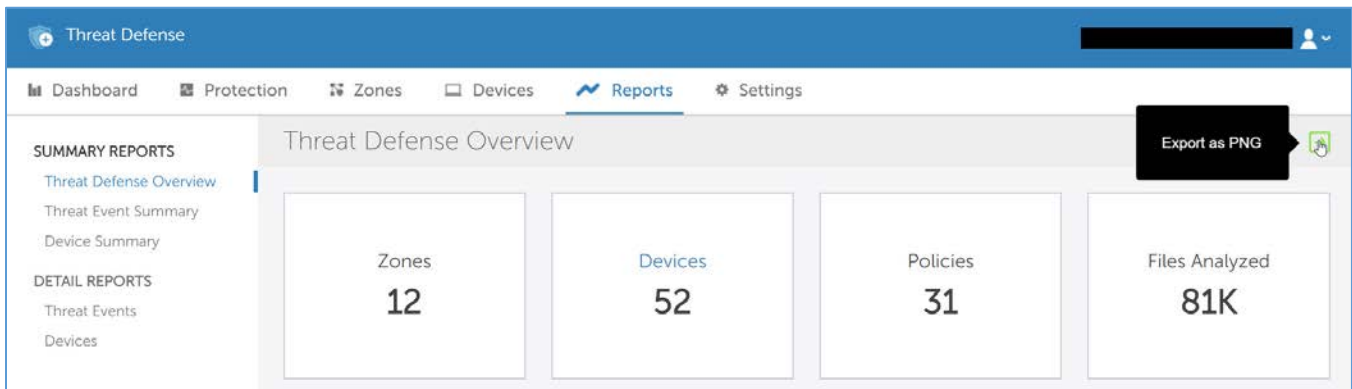 Threat Defense
Dashboard Protection Zones Devices Reports Settings
SUMMARY REPORTS
Threat Defense Overview
Threat Event Summary
Device Summary
DETAIL REPORTS
Threat Events
Devices
Threat Defense Overview
Export as PNG
Zones
12
Devices
52
Policies
31
Files Analyzed
81K